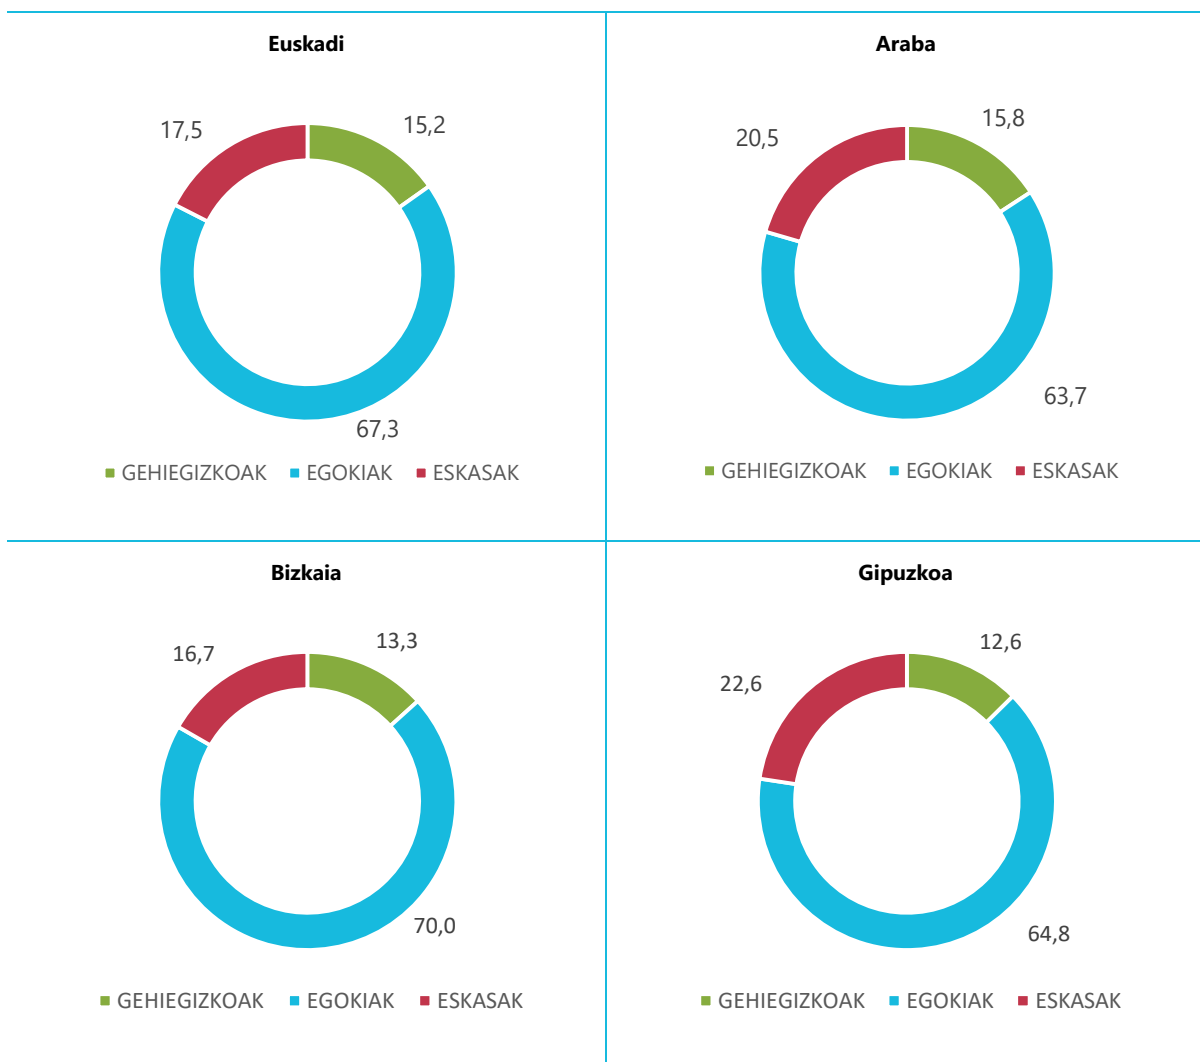 Euskadi
17,5
15,2
67,3
GEHIEGIZKOAK EGOKIAK ESKASAK
Araba
20,5
15,8
63,7
GEHIEGIZKOAK EGOKIAK ESKASAK
Bizkaia
16,7
13,3
70,0
GEHIEGIZKOAK EGOKIAK ESKASAK
Gipuzkoa
22,6
12,6
64,8
GEHIEGIZKOAK EGOKIAK ESKASAK